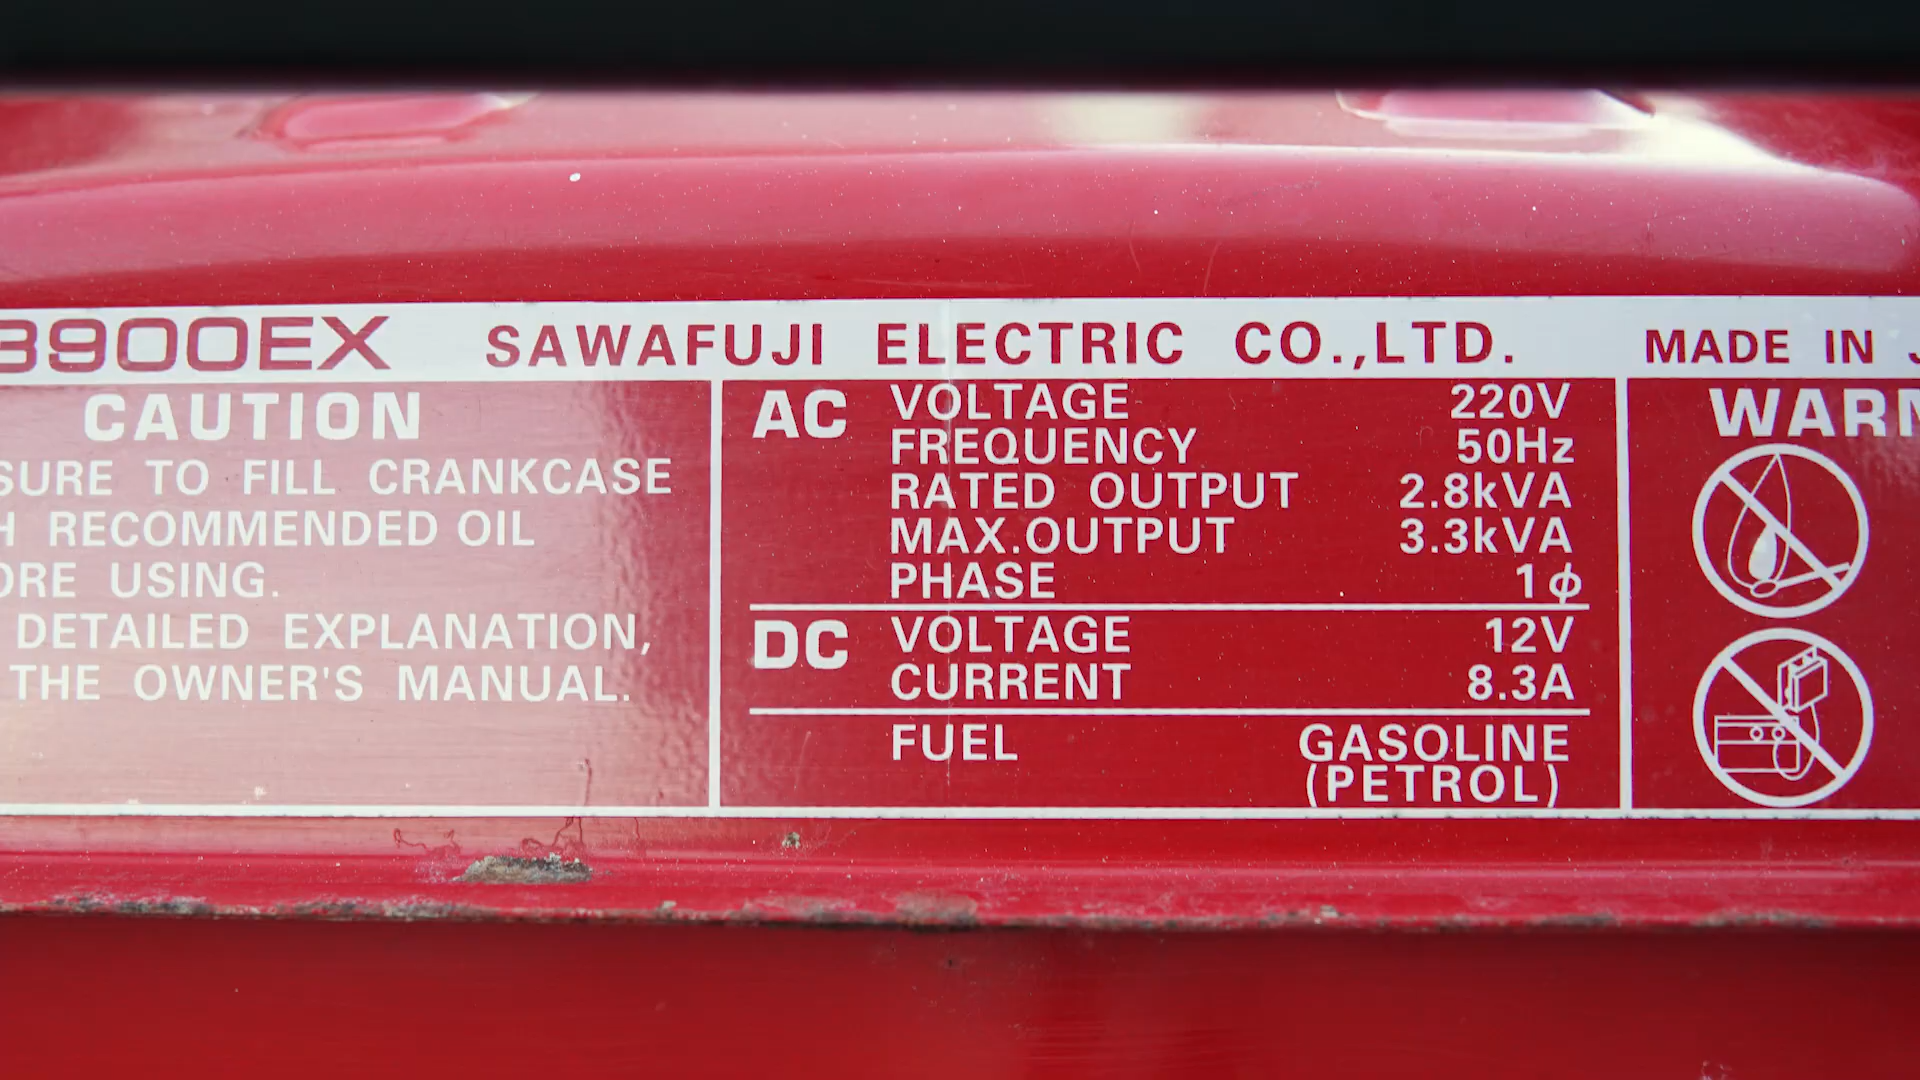 3900EX SAWAFUJI ELECTRIC CO.,LTD. MADE IN
CAUTION
SURE TO FILL CRANKCASE
RECOMMENDED OIL
USING.
DETAILED EXPLANATION,
THE OWNER'S MANUAL.
AC VOLTAGE 220V
FREQUENCY 50Hz
RATED OUTPUT 2.8kVA
MAX.OUTPUT 3.3kVA
PHASE 1ϕ
DC VOLTAGE 12V
CURRENT 8.3A
FUEL GASOLINE
(PETROL)
WARN